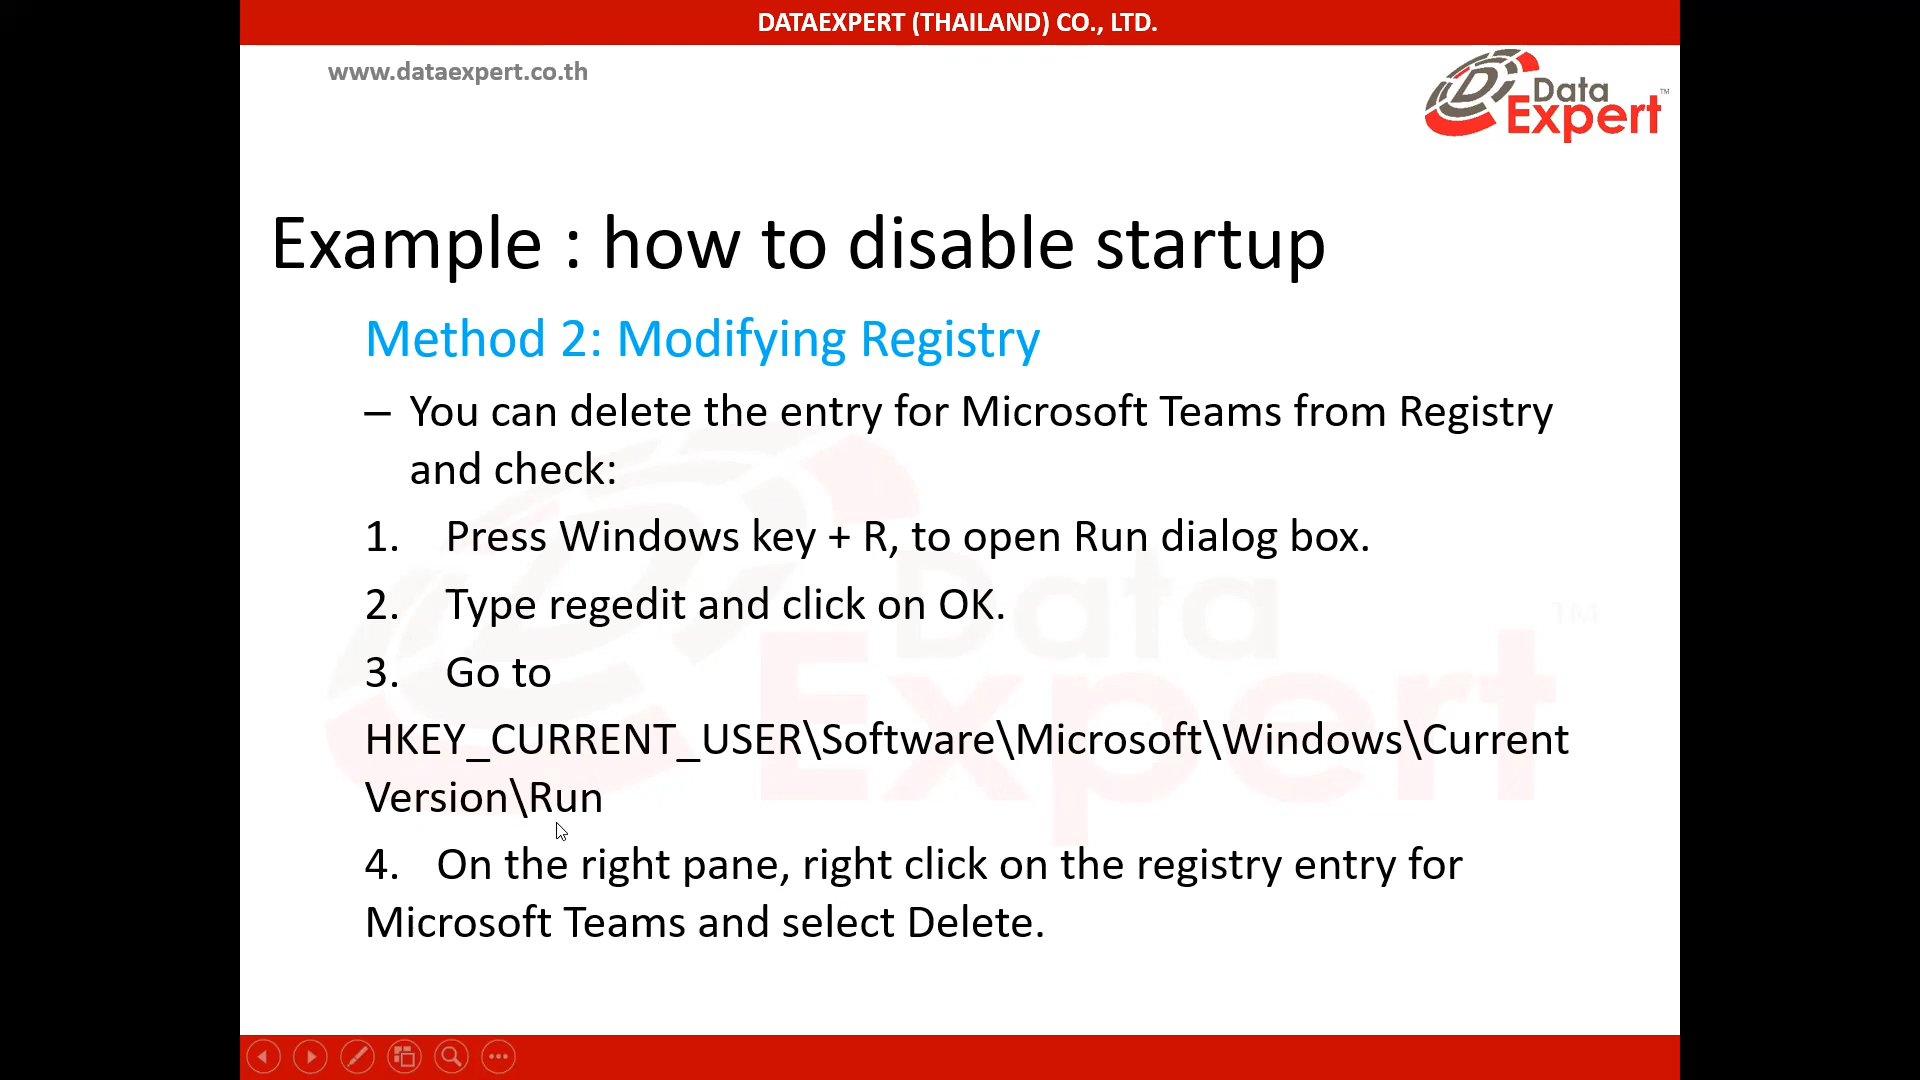 DATAEXPERT (THAILAND) CO., LTD.
www.dataexpert.co.th
Data
Expert™
Example : how to disable startup
Method 2: Modifying Registry
– You can delete the entry for Microsoft Teams from Registry
and check:
1. Press Windows key + R, to open Run dialog box.
2. Type regedit and click on OK.
3. Go to
HKEY_CURRENT_USER\Software\Microsoft\Windows\Current
Version\Run
4. On the right pane, right click on the registry entry for
Microsoft Teams and select Delete.
Data
Expert™